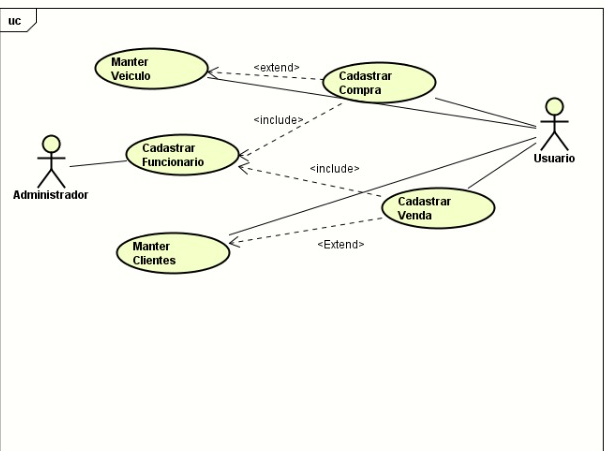 uc
Manter
Veiculo
<extend>
Cadastrar
Compra
<include>
Cadastrar
Funcionario
Administrador
Usuario
<include>
Cadastrar
Venda
<Extend>
Manter
Clientes